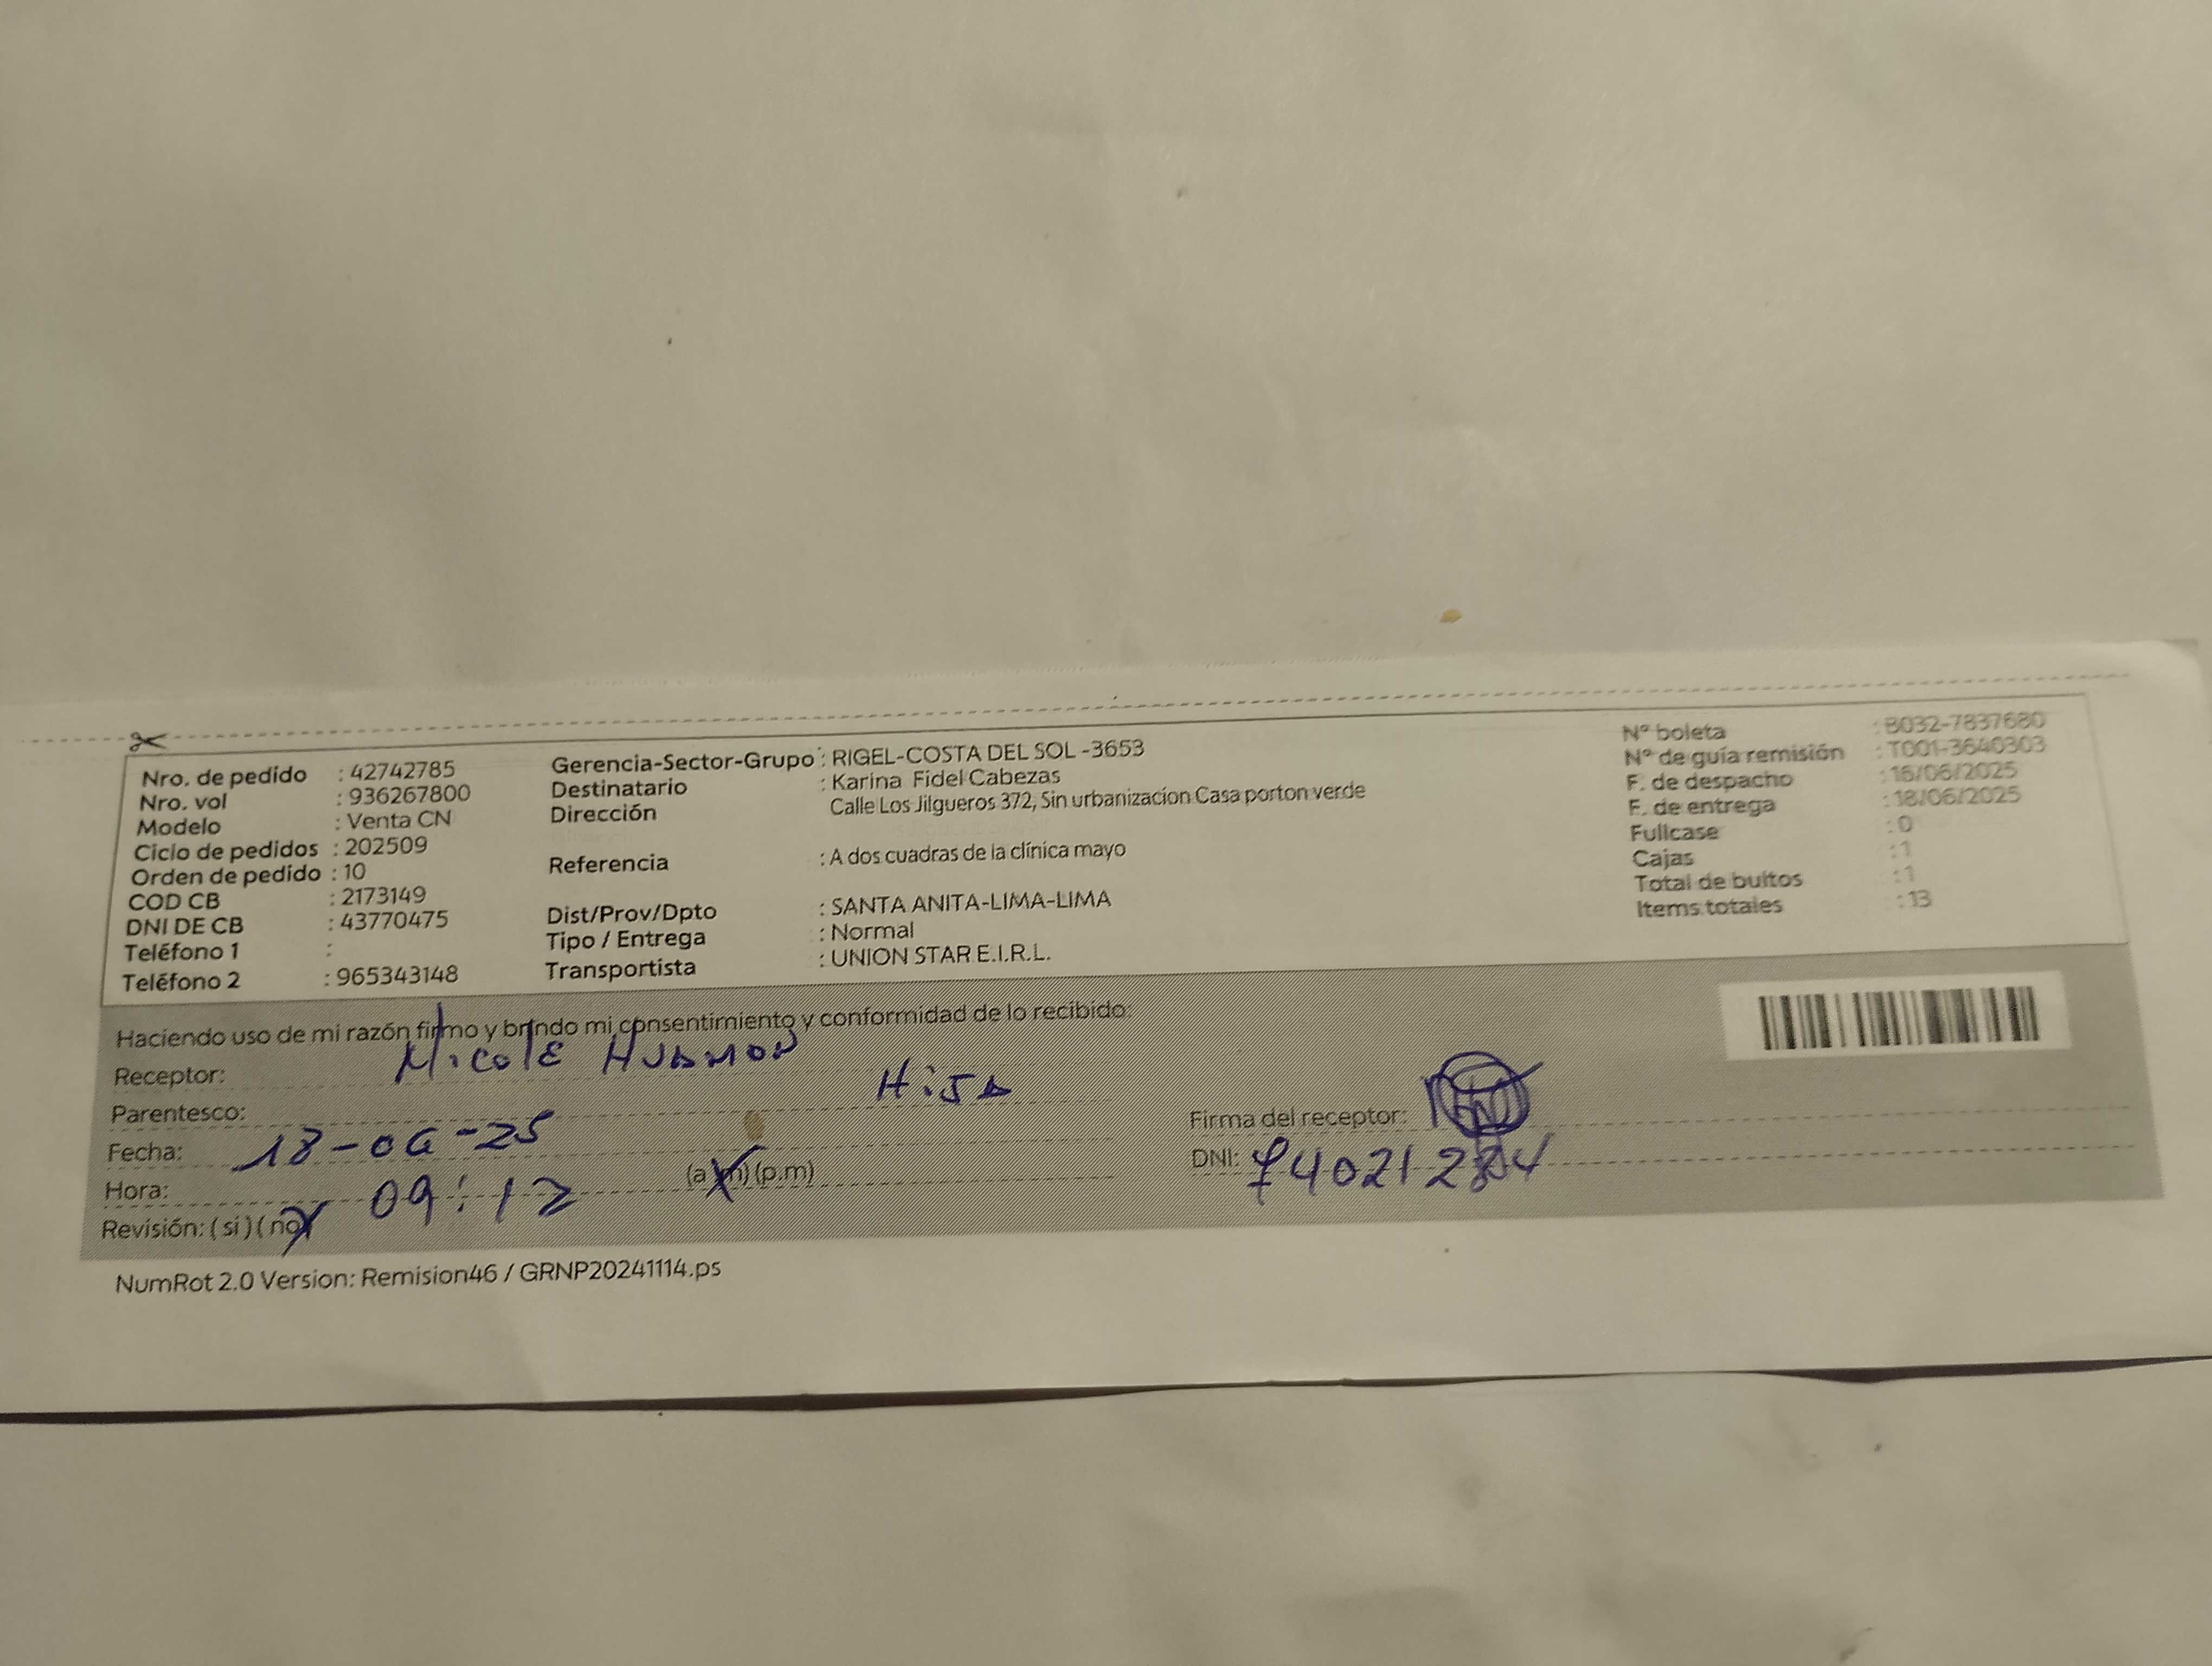 Nro. de pedido : 42742785
Nro. vol : 936267800
Modelo : Venta CN
Ciclo de pedidos : 202509
Orden de pedido : 10
COD CB : 2173149
DNI DE CB : 43770475
Teléfono 1 :
Teléfono 2 : 965343148
Gerencia-Sector-Grupo : RIGEL-COSTA DEL SOL -3653
Destinatario : Karina Fidel Cabezas
Dirección Calle Los Jilgueros 372, Sin urbanizacion Casa porton verde
Referencia : A dos cuadras de la clínica mayo
Dist/Prov/Dpto : SANTA ANITA-LIMA-LIMA
Tipo / Entrega : Normal
Transportista : UNION STAR E.I.R.L.
Nº boleta : B032-7837680
Nº de guía remisión : T001-3640303
F. de despacho : 16/06/2025
F. de entrega : 18/06/2025
Fullcase : 0
Cajas : 1
Total de bultos : 1
Items totales : 13
Haciendo uso de mi razón firmo y brindo mi consentimiento y conformidad de lo recibido:
Receptor: Nicole Huamon
Parentesco: Hija
Fecha: 18-06-25
Hora: 09:12 (a.m) (p.m)
Revisión: ( si ) ( no )
Firma del receptor:
DNI:
NumRot 2.0 Version: Remision46 / GRNP20241114.ps